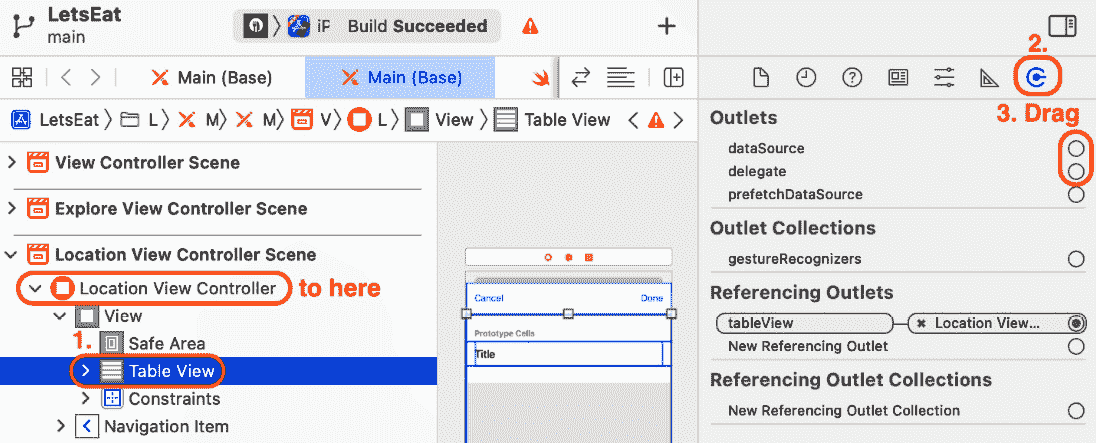 LetsEat
main
iF Build Succeeded
2.
Main (Base)
Main (Base)
3. Drag
LetsEat
L
M
M
V
L
View
Table View
View Controller Scene
Explore View Controller Scene
Location View Controller Scene
Location View Controller
to here
View
1.
Safe Area
Table View
Constraints
Navigation Item
Cancel
Done
Prototype Cells
Title
Outlets
dataSource
delegate
prefetchDataSource
Outlet Collections
gestureRecognizers
Referencing Outlets
tableView
Location View...
New Referencing Outlet
Referencing Outlet Collections
New Referencing Outlet Collection